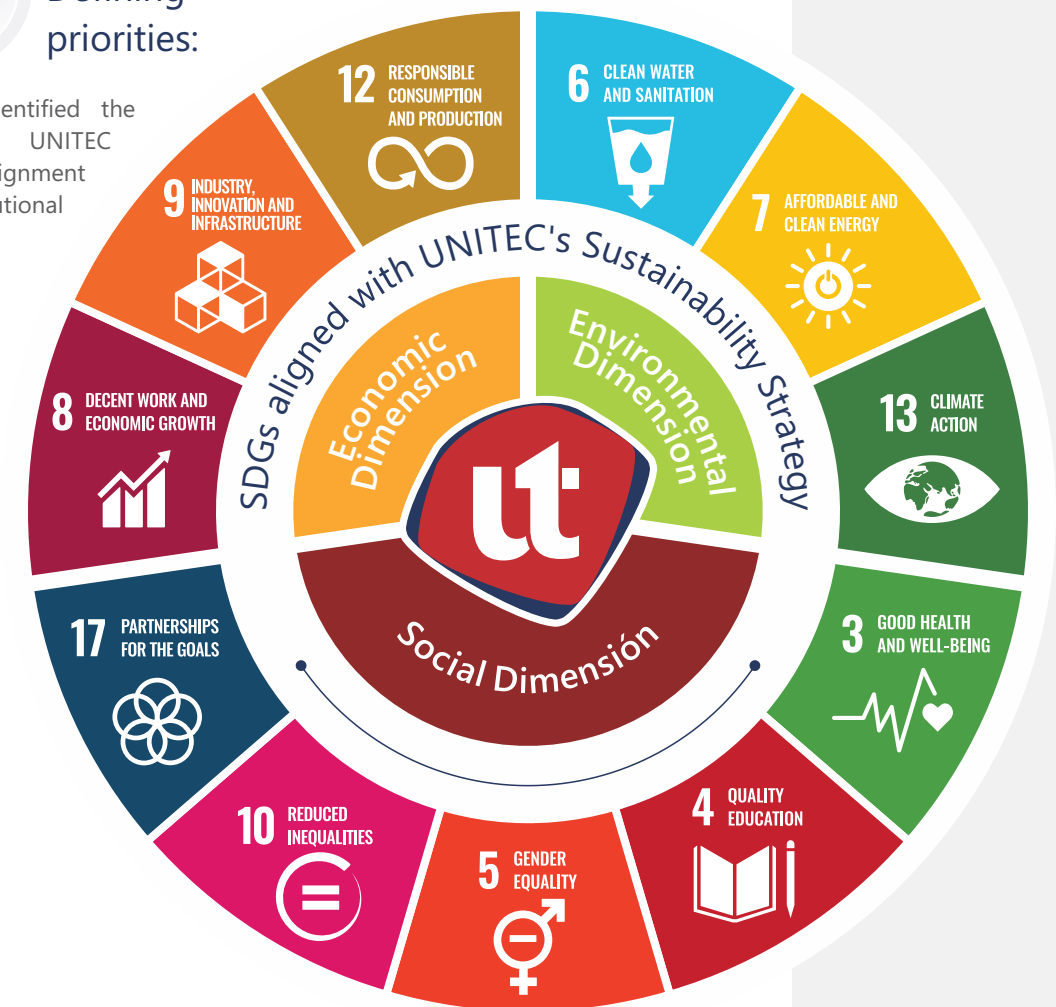 priorities:
entified the
UNITEC
ignment
utional
12 RESPONSIBLE
CONSUMPTION
AND PRODUCTION
6 CLEAN WATER
AND SANITATION
9 INDUSTRY,
INNOVATION AND
INFRASTRUCTURE
7 AFFORDABLE AND
CLEAN ENERGY
SDGs aligned with UNITEC's Sustainability Strategy
Economic
Dimension
Environmental
Dimension
8 DECENT WORK AND
ECONOMIC GROWTH
13 CLIMATE
ACTION
ut
Social Dimensión
17 PARTNERSHIPS
FOR THE GOALS
3 GOOD HEALTH
AND WELL-BEING
10 REDUCED
INEQUALITIES
5 GENDER
EQUALITY
4 QUALITY
EDUCATION